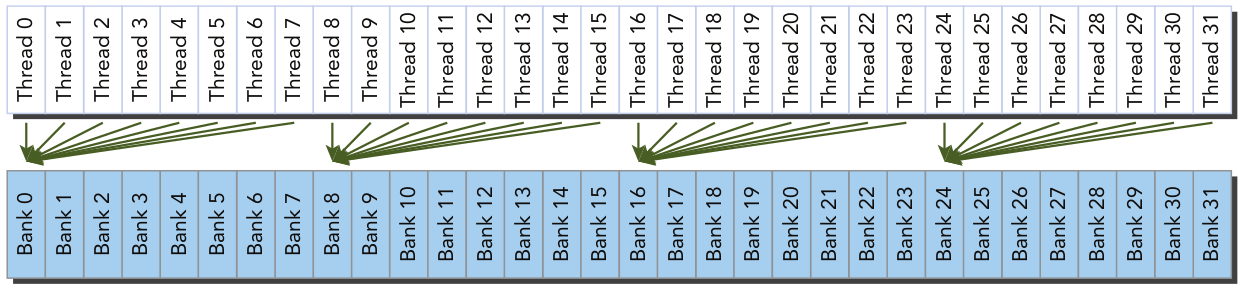 Thread 0
Thread 1
Thread 2
Thread 3
Thread 4
Thread 5
Thread 6
Thread 7
Thread 8
Thread 9
Thread 10
Thread 11
Thread 12
Thread 13
Thread 14
Thread 15
Thread 16
Thread 17
Thread 18
Thread 19
Thread 20
Thread 21
Thread 22
Thread 23
Thread 24
Thread 25
Thread 26
Thread 27
Thread 28
Thread 29
Thread 30
Thread 31
Bank 0
Bank 1
Bank 2
Bank 3
Bank 4
Bank 5
Bank 6
Bank 7
Bank 8
Bank 9
Bank 10
Bank 11
Bank 12
Bank 13
Bank 14
Bank 15
Bank 16
Bank 17
Bank 18
Bank 19
Bank 20
Bank 21
Bank 22
Bank 23
Bank 24
Bank 25
Bank 26
Bank 27
Bank 28
Bank 29
Bank 30
Bank 31